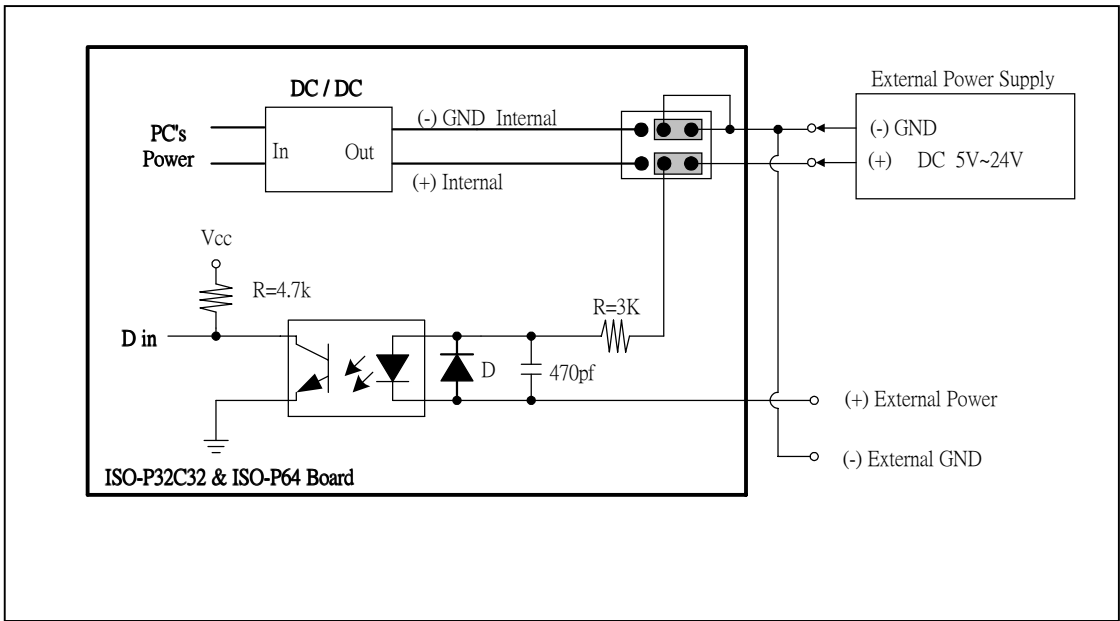 DC / DC
External Power Supply
PC's
Power
In
Out
(-) GND Internal
(+) Internal
(-) GND
(+) DC 5V~24V
Vcc
R=4.7k
R=3K
D in
D
470pf
(+) External Power
(-) External GND
ISO-P32C32 & ISO-P64 Board